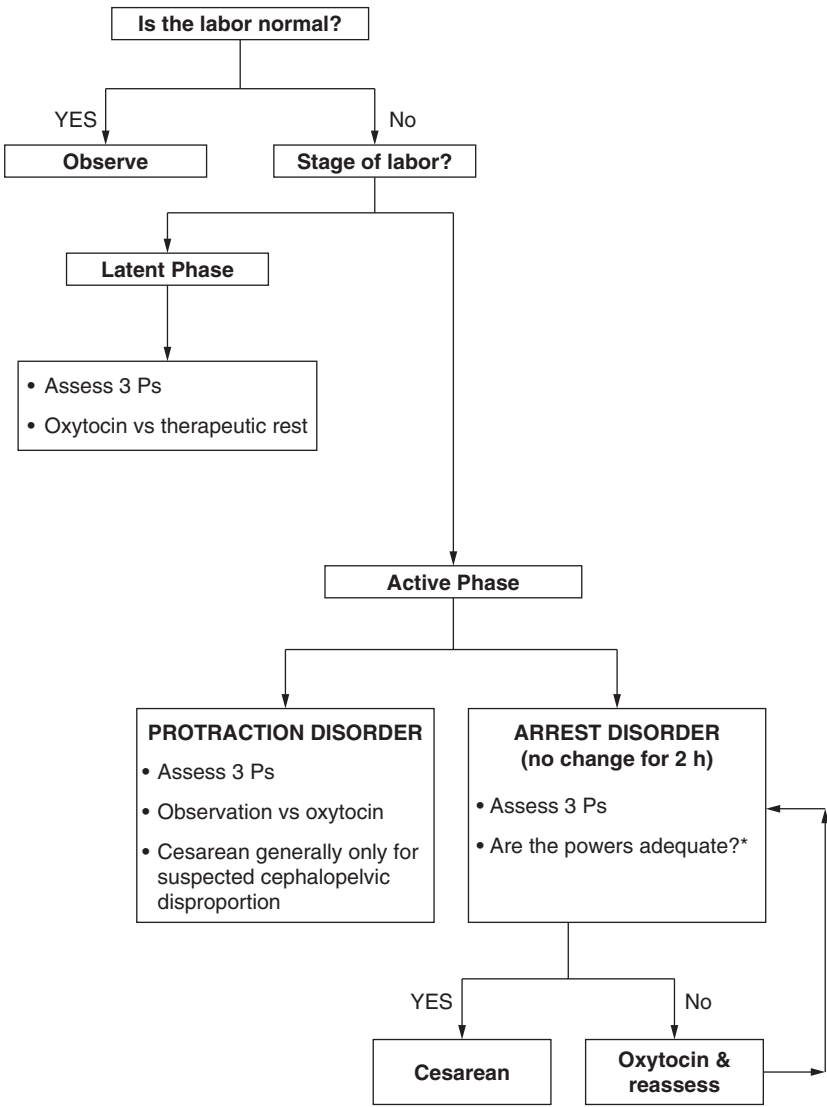 Is the labor normal?
YES
No
Observe
Stage of labor?
Latent Phase
• Assess 3 Ps
• Oxytocin vs therapeutic rest
Active Phase
PROTRACTION DISORDER
• Assess 3 Ps
• Observation vs oxytocin
• Cesarean generally only for
suspected cephalopelvic
disproportion
ARREST DISORDER
(no change for 2 h)
• Assess 3 Ps
• Are the powers adequate?*
YES
No
Cesarean
Oxytocin &
reassess